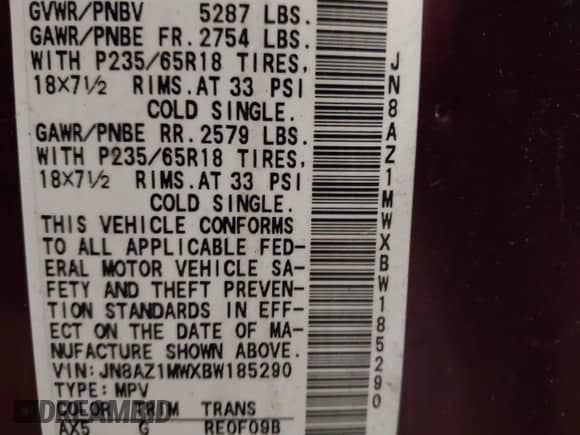 GVWR/PNBV 5287 LBS.
GAWR/PNBE FR. 2754 LBS.
WITH P235/65R18 TIRES,
18X7½ RIMS. AT 33 PSI
COLD SINGLE.
GAWR/PNBE RR. 2579 LBS.
WITH P235/65R18 TIRES,
18X7½ RIMS. AT 33 PSI
COLD SINGLE.
THIS VEHICLE CONFORMS
TO ALL APPLICABLE FED-
ERAL MOTOR VEHICLE SA-
FETY AND THEFT PREVEN-
TION STANDARDS IN EFF-
ECT ON THE DATE OF MA-
NUFACTURE SHOWN ABOVE.
VIN: JN8AZ1MWXBW185290
TYPE: MPV
COLOR TRIM TRANS
AX5 G RE0F09B
JN8AZ1MWXBW185290
DREAMBID